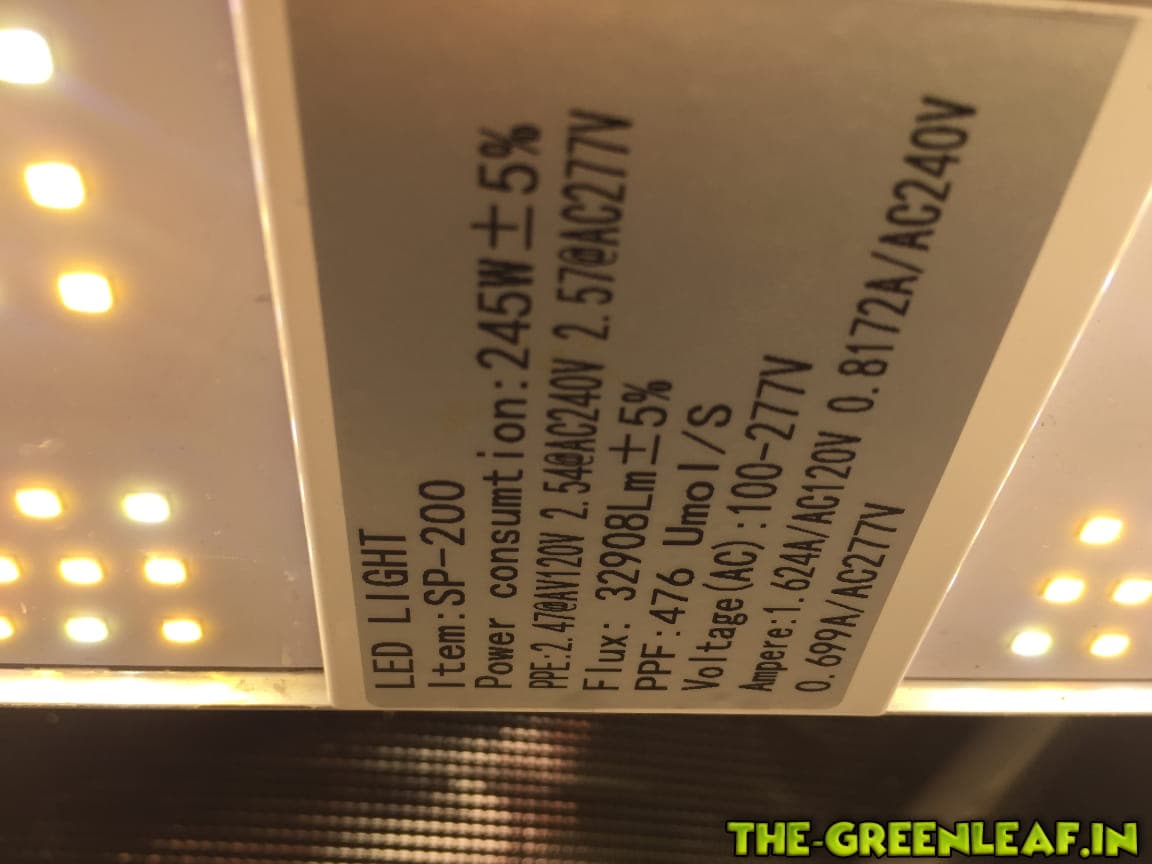 LED LIGHT
Item:SP-200
Power consumtion:245W±5%
PPE:2.47@AV120V 2.54@AC240V 2.57@AC277V
Flux: 32908Lm±5%
PPF:476 Umol/S
Voltage(AC):100-277V
Ampere:1.624A/AC120V 0.8172A/AC240V
0.699A/AC277V
THE-GREENLEAF.IN